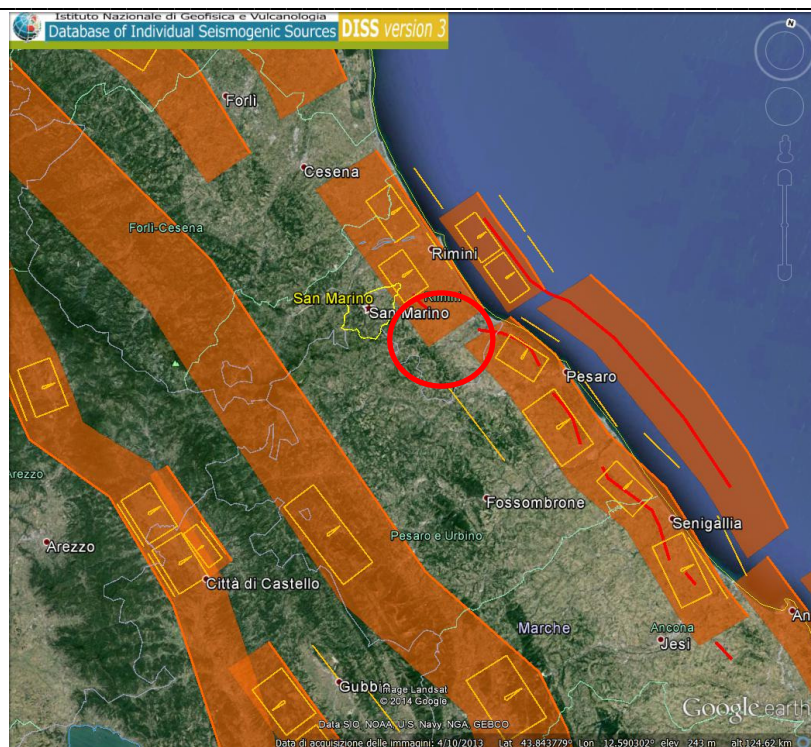 Istituto Nazionale di Geofisica e Vulcanologia
Database of Individual Seismogenic Sources DISS version 3
N
Forlì
Cesena
Forlì-Cesena
Rimini
San Marino
Rimini
San Marino
Pesaro
Arezzo
Fossombrone
Senigallia
Arezzo
Pesaro e Urbino
Città di Castello
Marche
Ancona
Jesi
An
Gubbio
Image Landsat
© 2014 Google
Google earth
Data SIO, NOAA, U.S. Navy, NGA, GEBCO
Data di acquisizione delle immagini: 4/10/2013 Lat 43.843779° Lon 12.590302° elev 243 m alt 124.62 km